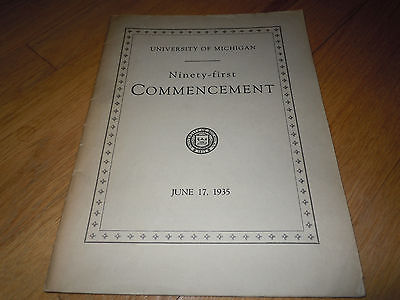 UNIVERSITY OF MICHIGAN
Ninety-first
COMMENCEMENT
JUNE 17, 1935